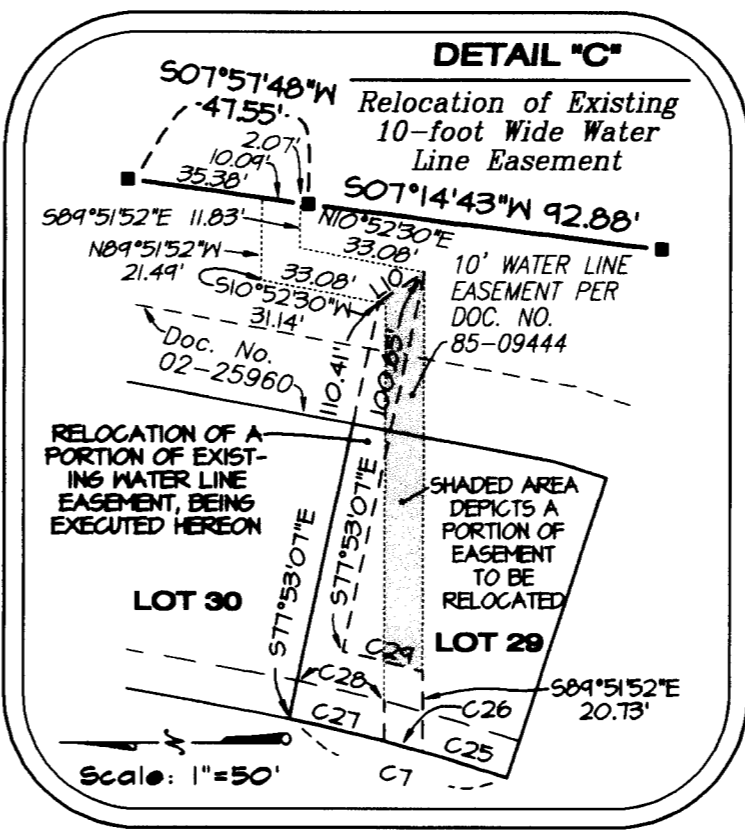 DETAIL "C"
Relocation of Existing
10-foot Wide Water
Line Easement
S07°57'48"W
47.55'
2.07'
10.09'
35.38'
S07°14'43"W 92.88'
S89°51'52"E 11.83'
N10°52'30"E
33.08'
N89°51'52"W
21.49'
33.08'
S10°52'30"W
31.14'
10' WATER LINE
EASEMENT PER
DOC. NO.
85-09444
Doc. No.
02-25960
110.41'
100.65'
RELOCATION OF A
PORTION OF EXIST-
ING WATER LINE
EASEMENT, BEING
EXECUTED HEREON
SHADED AREA
DEPICTS A
PORTION OF
EASEMENT
TO BE
RELOCATED
S77°53'07"E
S77°53'07"E
LOT 30
LOT 29
C29
C28
C27
S89°51'52"E
20.73'
C26
C25
C7
N
Scale: 1"=50'